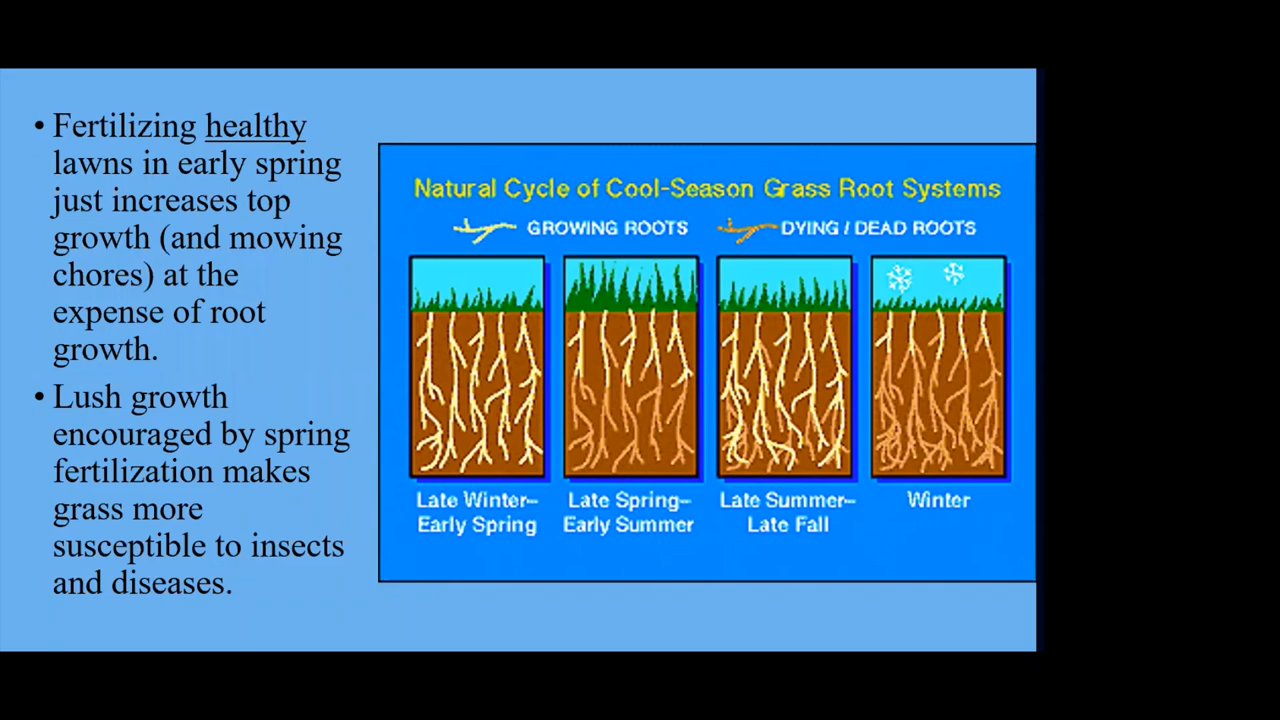 • Fertilizing healthy
lawns in early spring
just increases top
growth (and mowing
chores) at the
expense of root
growth.
• Lush growth
encouraged by spring
fertilization makes
grass more
susceptible to insects
and diseases.
Natural Cycle of Cool-Season Grass Root Systems
GROWING ROOTS
DYING / DEAD ROOTS
Late Winter–
Early Spring
Late Spring–
Early Summer
Late Summer–
Late Fall
Winter